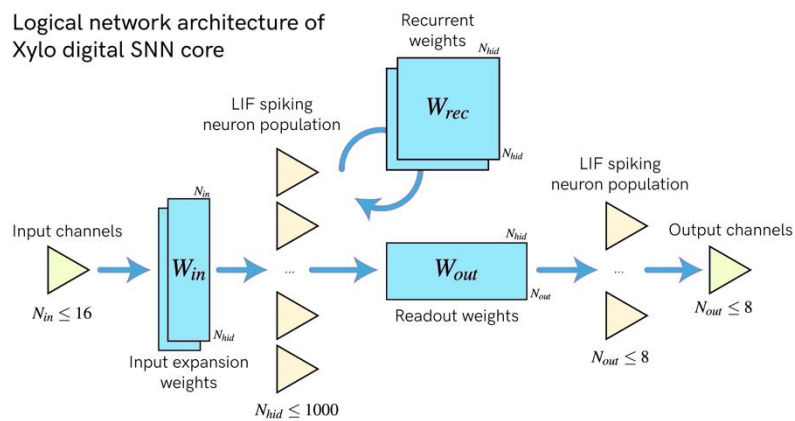 Logical network architecture of
Xylo digital SNN core
Recurrent
weights
N_hid
W_rec
N_hid
LIF spiking
neuron population
LIF spiking
neuron population
N_in
Input channels
W_in
N_in ≤ 16
N_hid
Input expansion
weights
...
N_hid ≤ 1000
N_hid
W_out
N_out
Readout weights
...
N_out ≤ 8
Output channels
N_out ≤ 8